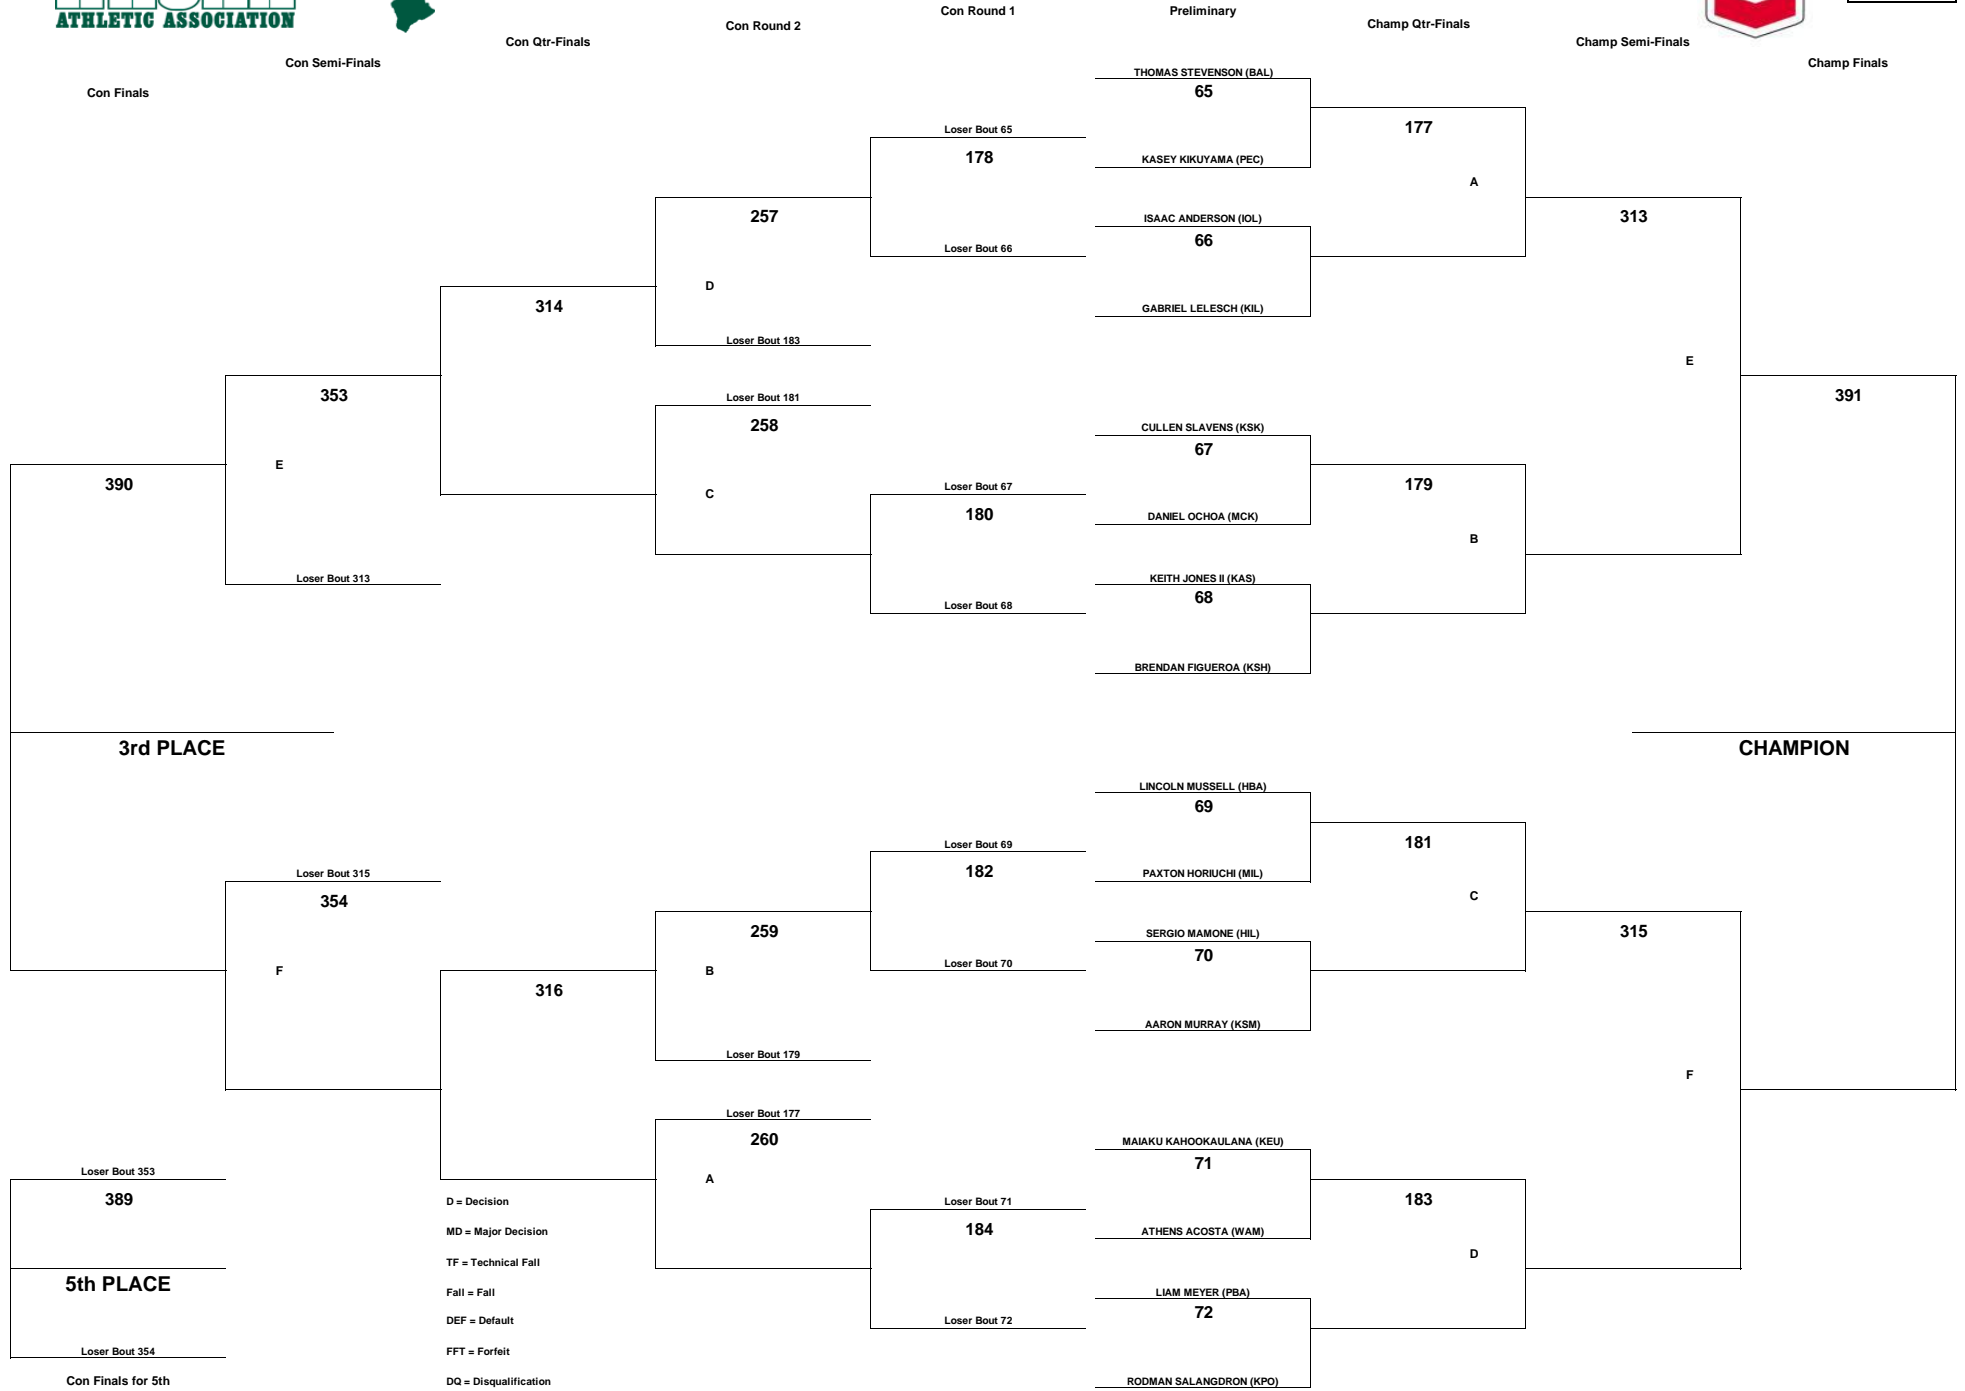 ATHLETIC ASSOCIATION
Con Finals
Con Semi-Finals
Con Qtr-Finals
Con Round 2
Con Round 1
Preliminary
Champ Qtr-Finals
Champ Semi-Finals
Champ Finals
THOMAS STEVENSON (BAL)
65
KASEY KIKUYAMA (PEC)
ISAAC ANDERSON (IOL)
66
GABRIEL LELESCH (KIL)
CULLEN SLAVENS (KSK)
67
DANIEL OCHOA (MCK)
KEITH JONES II (KAS)
68
BRENDAN FIGUEROA (KSH)
LINCOLN MUSSELL (HBA)
69
PAXTON HORIUCHI (MIL)
SERGIO MAMONE (HIL)
70
AARON MURRAY (KSM)
MAIAKU KAHOOKAULANA (KEU)
71
ATHENS ACOSTA (WAM)
LIAM MEYER (PBA)
72
RODMAN SALANGDRON (KPO)
177
A
179
B
181
C
183
D
313
E
315
F
391
CHAMPION
Loser Bout 65
178
Loser Bout 66
Loser Bout 67
180
Loser Bout 68
Loser Bout 69
182
Loser Bout 70
Loser Bout 71
184
Loser Bout 72
257
D
Loser Bout 183
Loser Bout 181
258
C
259
B
Loser Bout 179
Loser Bout 177
260
A
314
316
353
E
Loser Bout 313
Loser Bout 315
354
F
390
3rd PLACE
Loser Bout 353
389
5th PLACE
Loser Bout 354
Con Finals for 5th
D = Decision
MD = Major Decision
TF = Technical Fall
Fall = Fall
DEF = Default
FFT = Forfeit
DQ = Disqualification